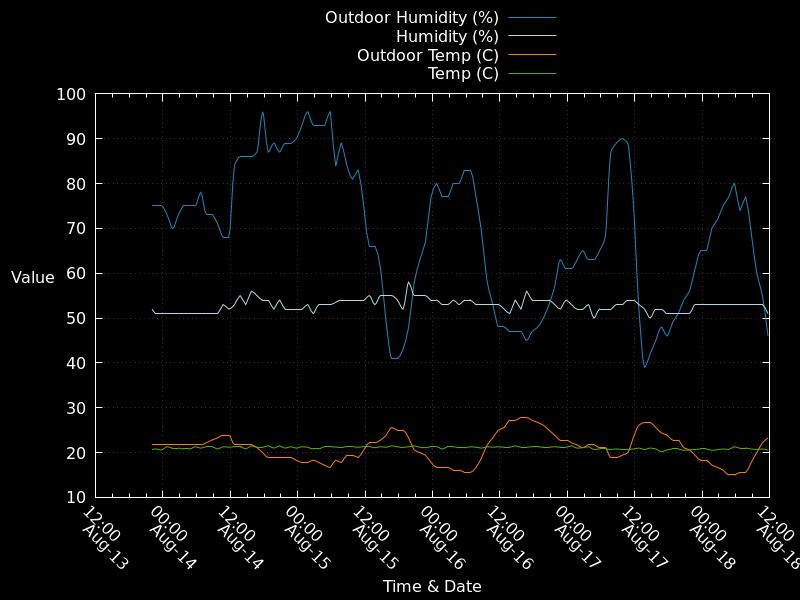 Outdoor Humidity (%)
Humidity (%)
Outdoor Temp (C)
Temp (C)
100
90
80
70
60
50
40
30
20
10
Value
12:00
Aug-13
00:00
Aug-14
12:00
Aug-14
00:00
Aug-15
12:00
Aug-15
00:00
Aug-16
12:00
Aug-16
00:00
Aug-17
12:00
Aug-17
00:00
Aug-18
12:00
Aug-18
Time & Date